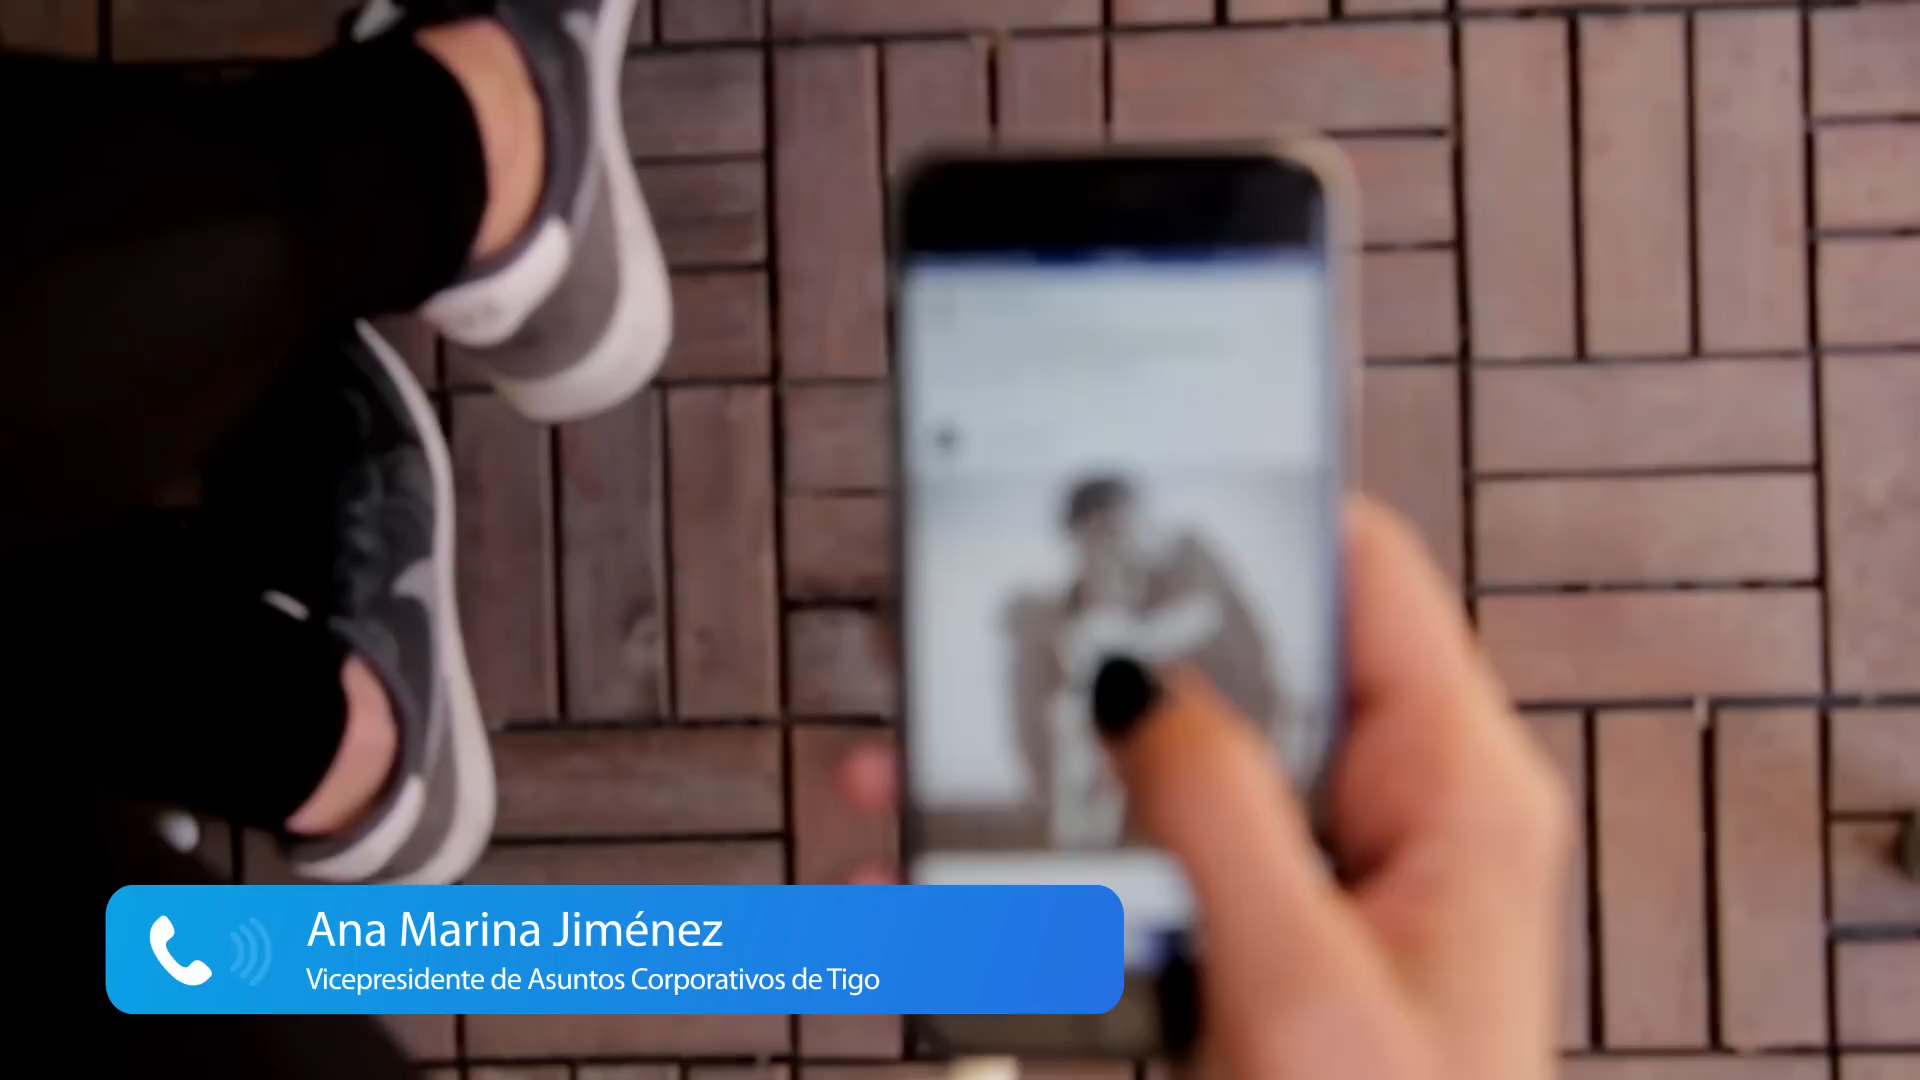 Ana Marina Jiménez
Vicepresidente de Asuntos Corporativos de Tigo